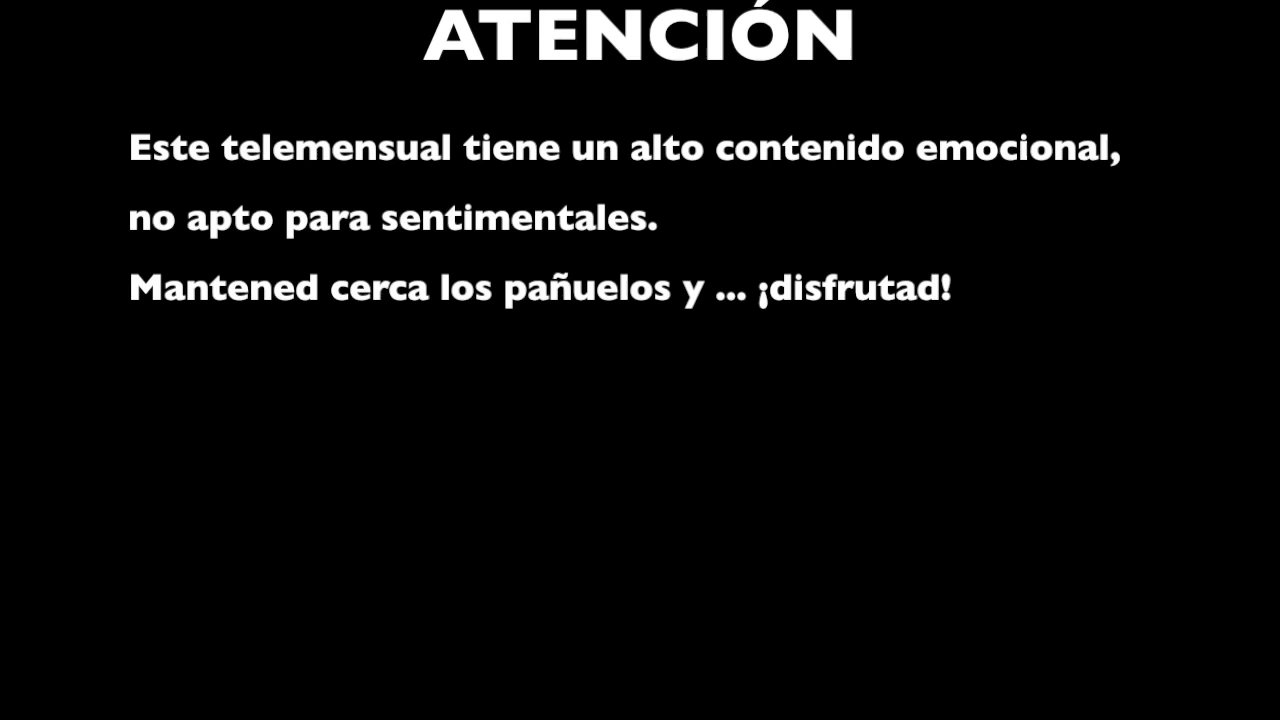 ATENCIÓN
Este telemensual tiene un alto contenido emocional,
no apto para sentimentales.
Mantened cerca los pañuelos y ... ¡disfrutad!